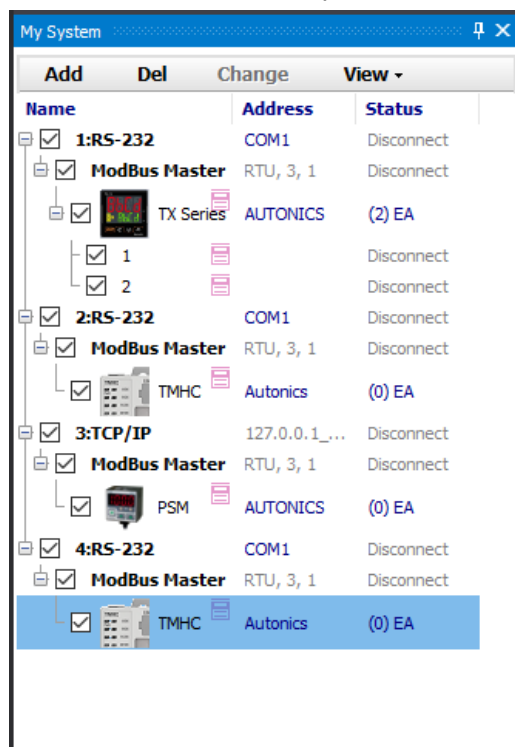 My System
Add Del Change View
Name Address Status
1:RS-232 COM1 Disconnect
ModBus Master RTU, 3, 1 Disconnect
TX Series AUTONICS (2) EA
1 Disconnect
2 Disconnect
2:RS-232 COM1 Disconnect
ModBus Master RTU, 3, 1 Disconnect
TMHC Autonics (0) EA
3:TCP/IP 127.0.0.1_... Disconnect
ModBus Master RTU, 3, 1 Disconnect
PSM AUTONICS (0) EA
4:RS-232 COM1 Disconnect
ModBus Master RTU, 3, 1 Disconnect
TMHC Autonics (0) EA